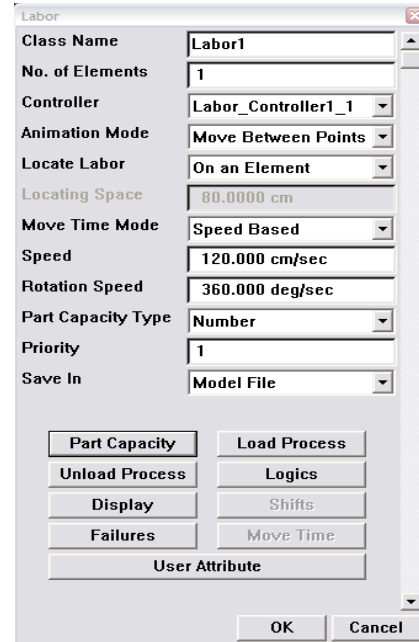 Labor
Class Name Labor1
No. of Elements 1
Controller Labor_Controller1_1
Animation Mode Move Between Points
Locate Labor On an Element
Locating Space 80.0000 cm
Move Time Mode Speed Based
Speed 120.000 cm/sec
Rotation Speed 360.000 deg/sec
Part Capacity Type Number
Priority 1
Save In Model File
Part Capacity Load Process
Unload Process Logics
Display Shifts
Failures Move Time
User Attribute
OK Cancel